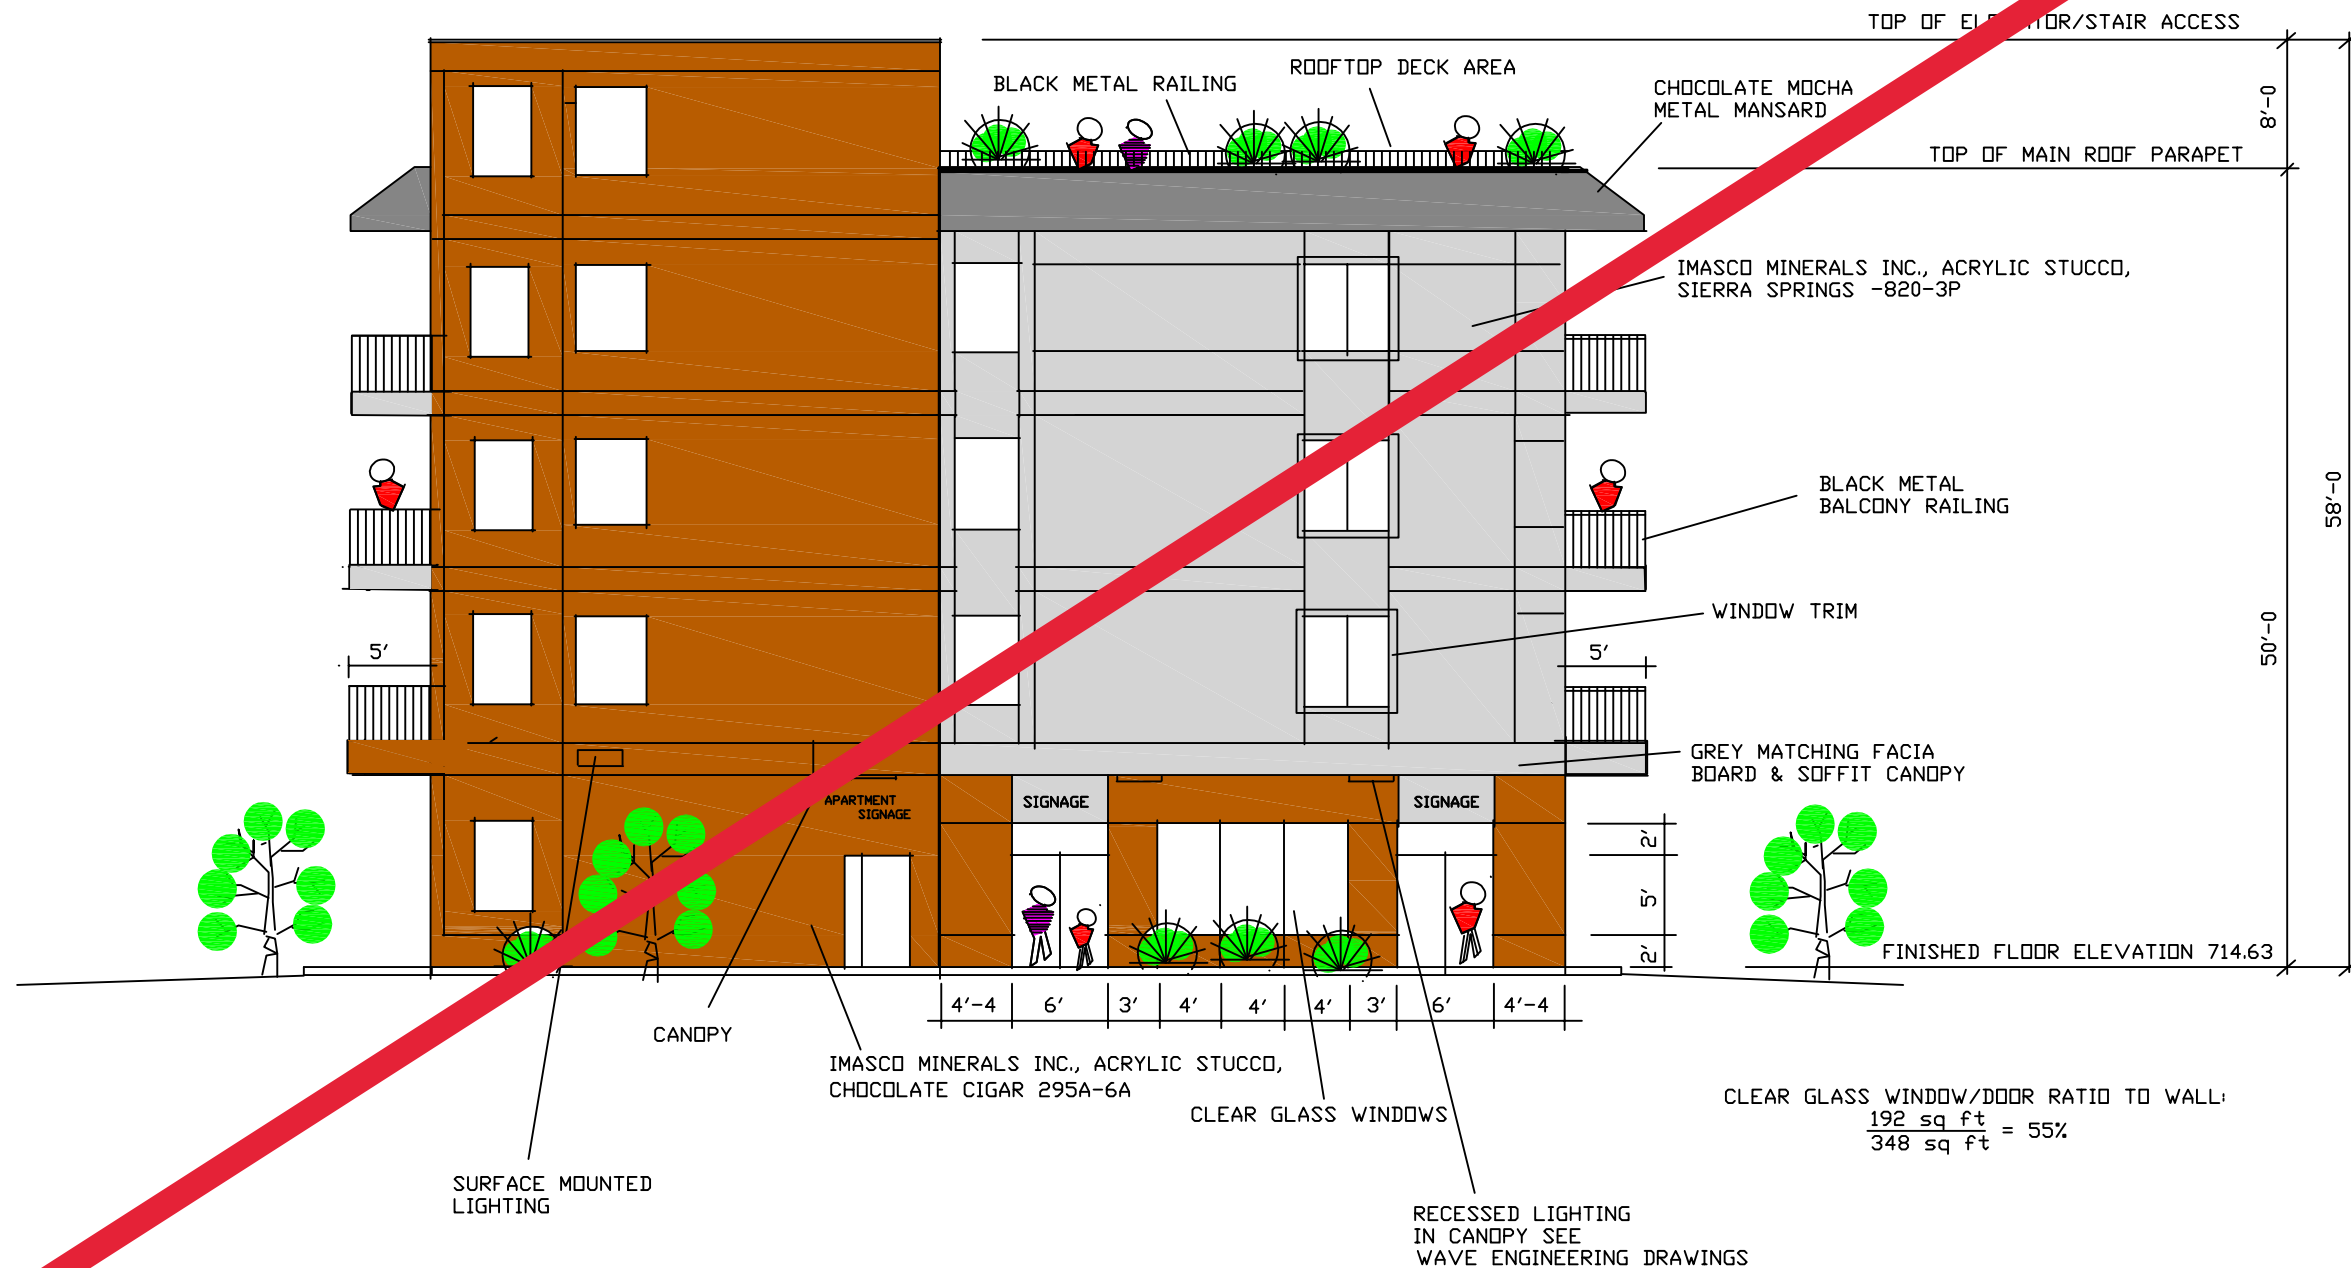 TOP OF ELEVATOR/STAIR ACCESS
ROOFTOP DECK AREA
BLACK METAL RAILING
CHOCOLATE MOCHA
METAL MANSARD
8'-0
TOP OF MAIN ROOF PARAPET
IMASCO MINERALS INC., ACRYLIC STUCCO,
SIERRA SPRINGS -820-3P
BLACK METAL
BALCONY RAILING
58'-0
WINDOW TRIM
50'-0
5'
5'
GREY MATCHING FACIA
BOARD & SOFFIT CANOPY
APARTMENT
SIGNAGE
SIGNAGE
SIGNAGE
2'
5'
2'
FINISHED FLOOR ELEVATION 714.63
4'-4
6'
3'
4'
4'
4'
3'
6'
4'-4
CANOPY
IMASCO MINERALS INC., ACRYLIC STUCCO,
CHOCOLATE CIGAR 295A-6A
CLEAR GLASS WINDOWS
CLEAR GLASS WINDOW/DOOR RATIO TO WALL:
192 sq ft
348 sq ft
= 55%
SURFACE MOUNTED
LIGHTING
RECESSED LIGHTING
IN CANOPY SEE
WAVE ENGINEERING DRAWINGS